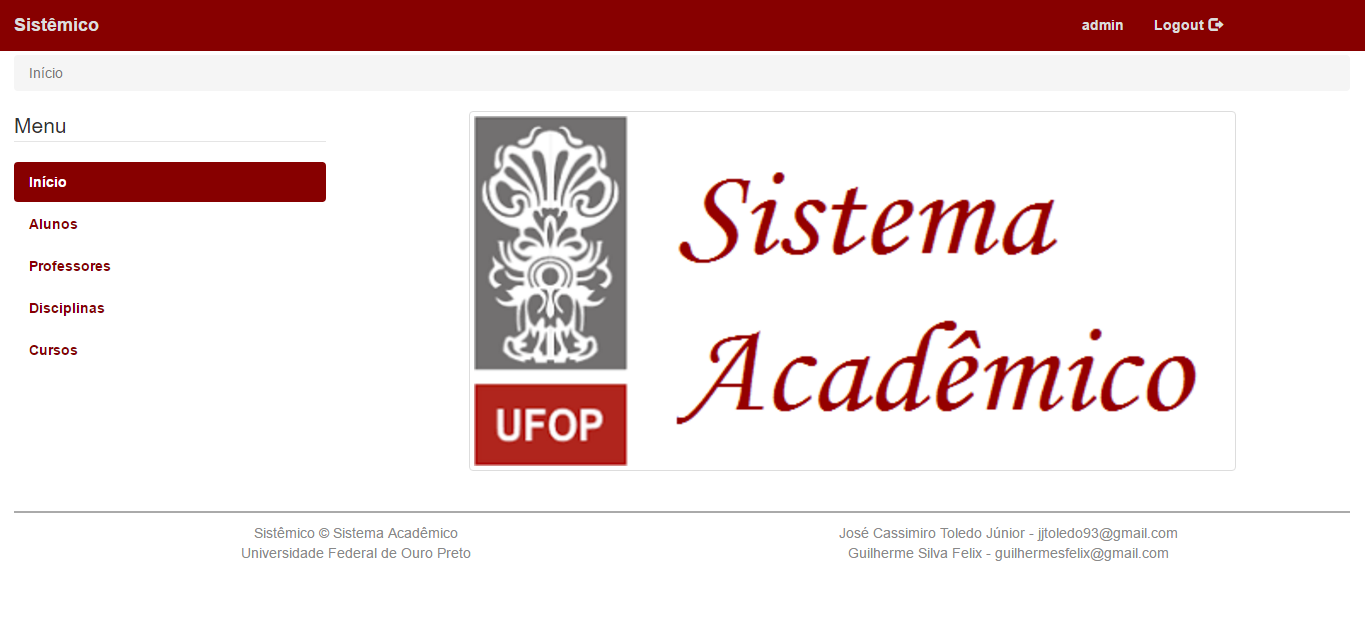 Sistêmico
admin
Logout
Início
Menu
Início
Alunos
Professores
Disciplinas
Cursos
Sistema
Acadêmico
UFOP
Sistêmico © Sistema Acadêmico
Universidade Federal de Ouro Preto
José Cassimiro Toledo Júnior - jjtoledo93@gmail.com
Guilherme Silva Felix - guilhermesfelix@gmail.com